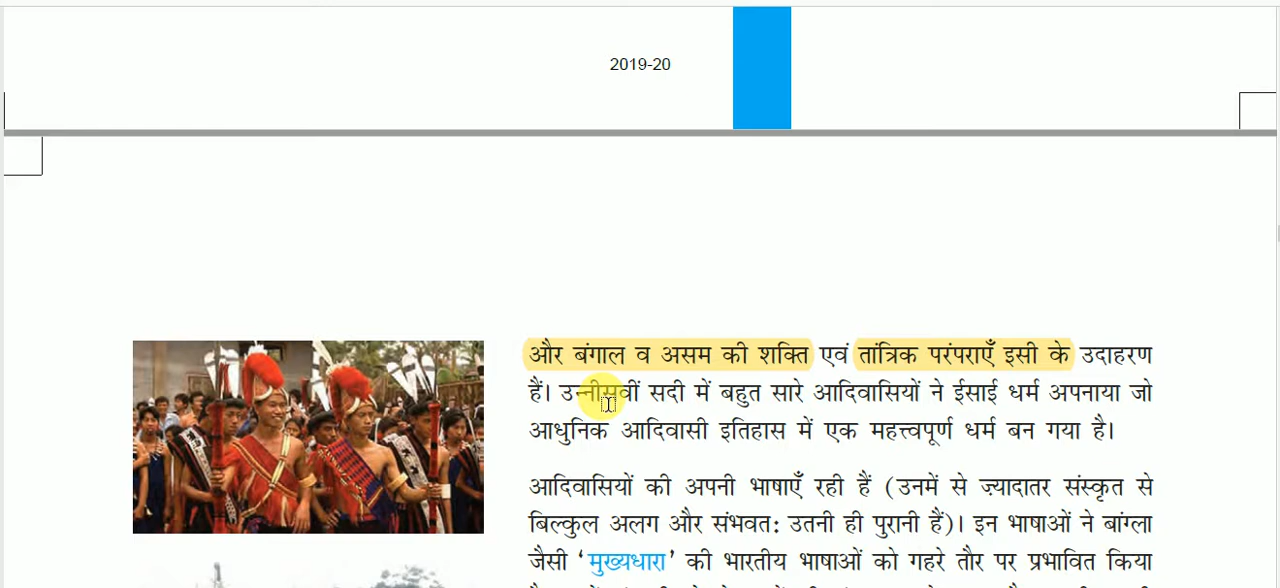 2019-20
और बंगाल व असम की शक्ति एवं तांत्रिक परंपराएँ इसी के उदाहरण
हैं। उन्नीसवीं सदी में बहुत सारे आदिवासियों ने ईसाई धर्म अपनाया जो
आधुनिक आदिवासी इतिहास में एक महत्त्वपूर्ण धर्म बन गया है।
आदिवासियों की अपनी भाषाएँ रही हैं (उनमें से ज़्यादातर संस्कृत से
बिल्कुल अलग और संभवत: उतनी ही पुरानी हैं)। इन भाषाओं ने बांग्ला
जैसी ‘मुख्यधारा’ की भारतीय भाषाओं को गहरे तौर पर प्रभावित किया